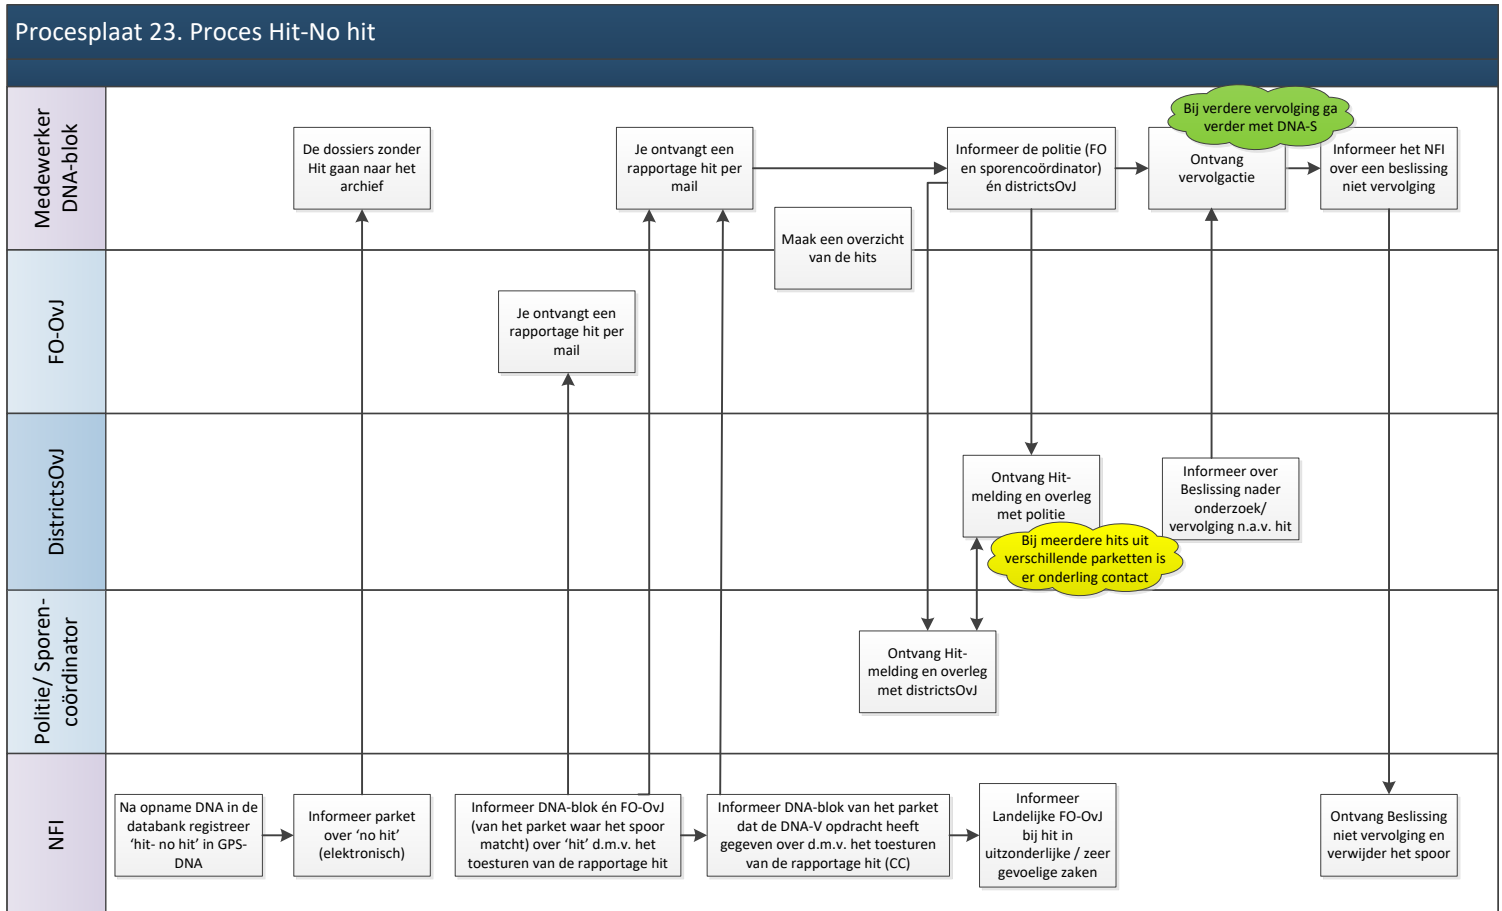 Procesplaat 23. Proces Hit-No hit
Medewerker
DNA-blok
De dossiers zonder
Hit gaan naar het
archief
Je ontvangt een
rapportage hit per
mail
Maak een overzicht
van de hits
Informeer de politie (FO
en sporencoördinator)
én districtsOvJ
Bij verdere vervolging ga
verder met DNA-S
Ontvang
vervolgactie
Informeer het NFI
over een beslissing
niet vervolging
FO-OvJ
Je ontvangt een
rapportage hit per
mail
DistrictsOvJ
Ontvang Hit-
melding en overleg
met politie
Bij meerdere hits uit
verschillende parketten is
er onderling contact
Informeer over
Beslissing nader
onderzoek/
vervolging n.a.v. hit
Politie/ Sporen-
coördinator
Ontvang Hit-
melding en overleg
met districtsOvJ
NFI
Na opname DNA in de
databank registreer
‘hit- no hit’ in GPS-
DNA
Informeer parket
over ‘no hit’
(elektronisch)
Informeer DNA-blok én FO-OvJ
(van het parket waar het spoor
matcht) over ‘hit’ d.m.v. het
toesturen van de rapportage hit
Informeer DNA-blok van het parket
dat de DNA-V opdracht heeft
gegeven over d.m.v. het toesturen
van de rapportage hit (CC)
Informeer
Landelijke FO-OvJ
bij hit in
uitzonderlijke / zeer
gevoelige zaken
Ontvang Beslissing
niet vervolging en
verwijder het spoor